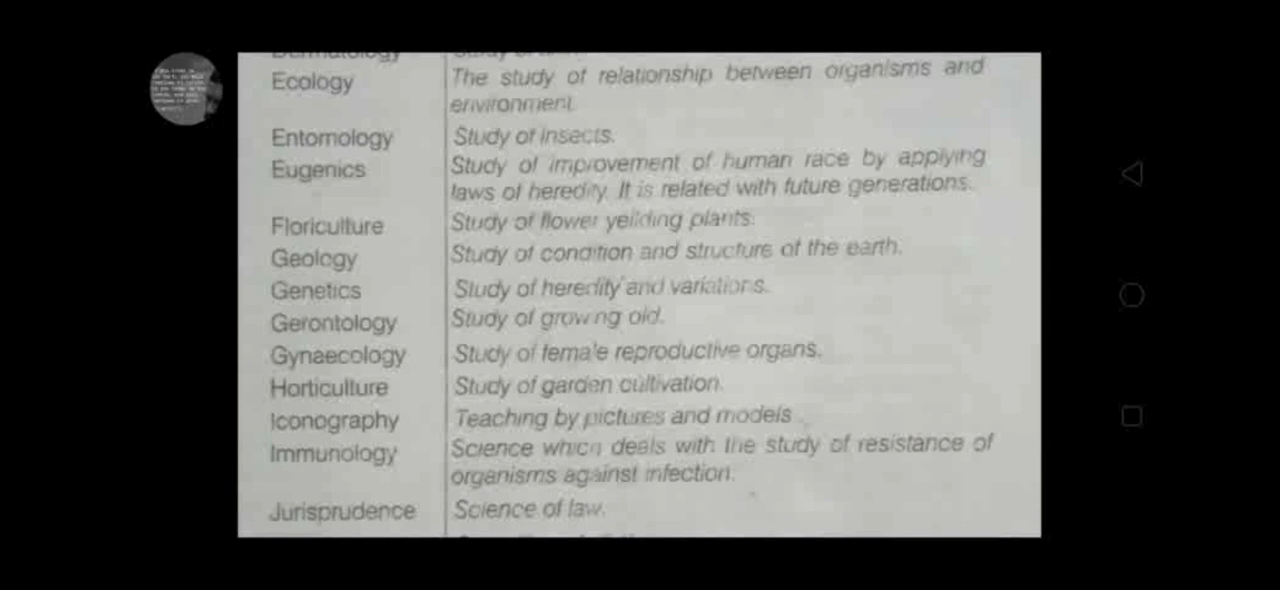 Dermatology
Ecology The study of relationship between organisms and
environment.
Entomology Study of insects.
Eugenics Study of improvement of human race by applying
laws of heredity. It is related with future generations.
Floriculture Study of flower yeilding plants.
Geology Study of condition and structure of the earth.
Genetics Study of heredity and variations.
Gerontology Study of growing old.
Gynaecology Study of female reproductive organs.
Horticulture Study of garden cultivation.
Iconography Teaching by pictures and models.
Immunology Science which deals with the study of resistance of
organisms against infection.
Jurisprudence Science of law.